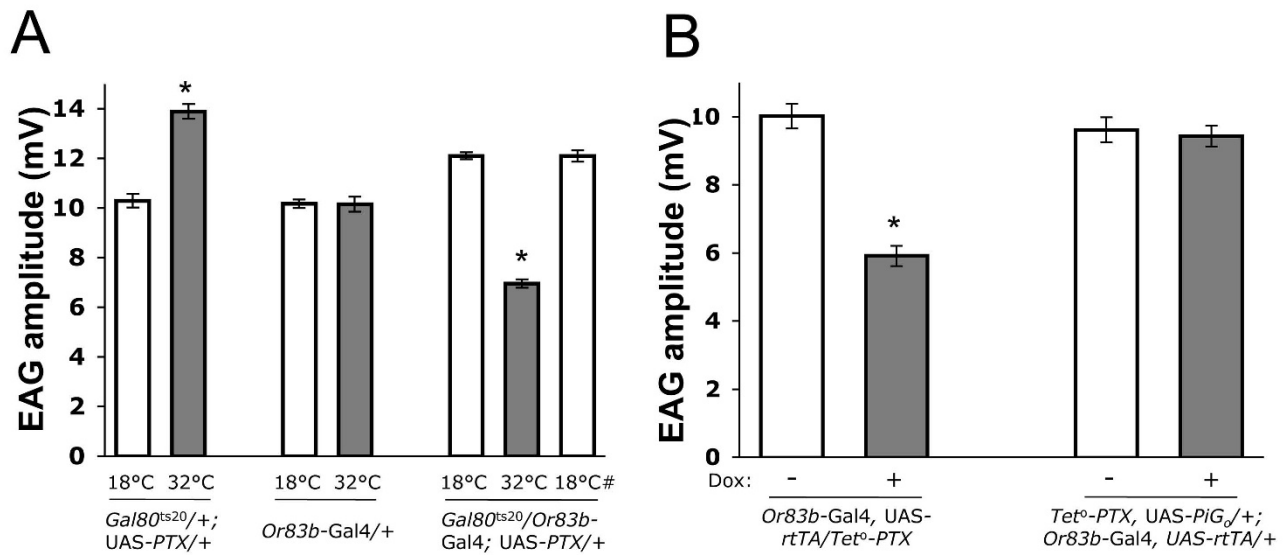 A
EAG amplitude (mV)
14
12
10
8
6
4
2
0
*
*
18°C 32°C 18°C 32°C 18°C 32°C 18°C#
Gal80ts20/+;
UAS-PTX/+
Or83b-Gal4/+
Gal80ts20/Or83b-
Gal4; UAS-PTX/+
B
EAG amplitude (mV)
10
8
6
4
2
0
*
Dox: - + - +
Or83b-Gal4, UAS-
rtTA/Teto-PTX
Teto-PTX, UAS-PiGo/+;
Or83b-Gal4, UAS-rtTA/+